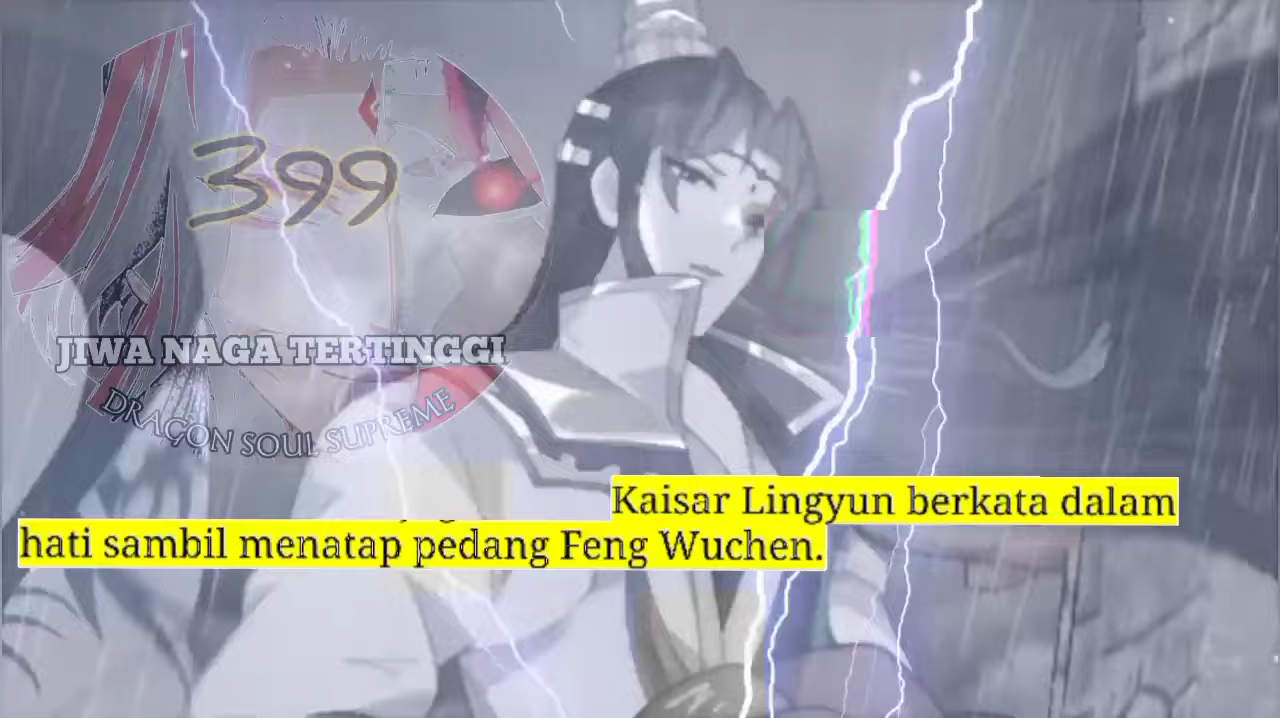 399
JIWA NAGA TERTINGGI
DRAGON SOUL SUPREME
Kaisar Lingyun berkata dalam
hati sambil menatap pedang Feng Wuchen.